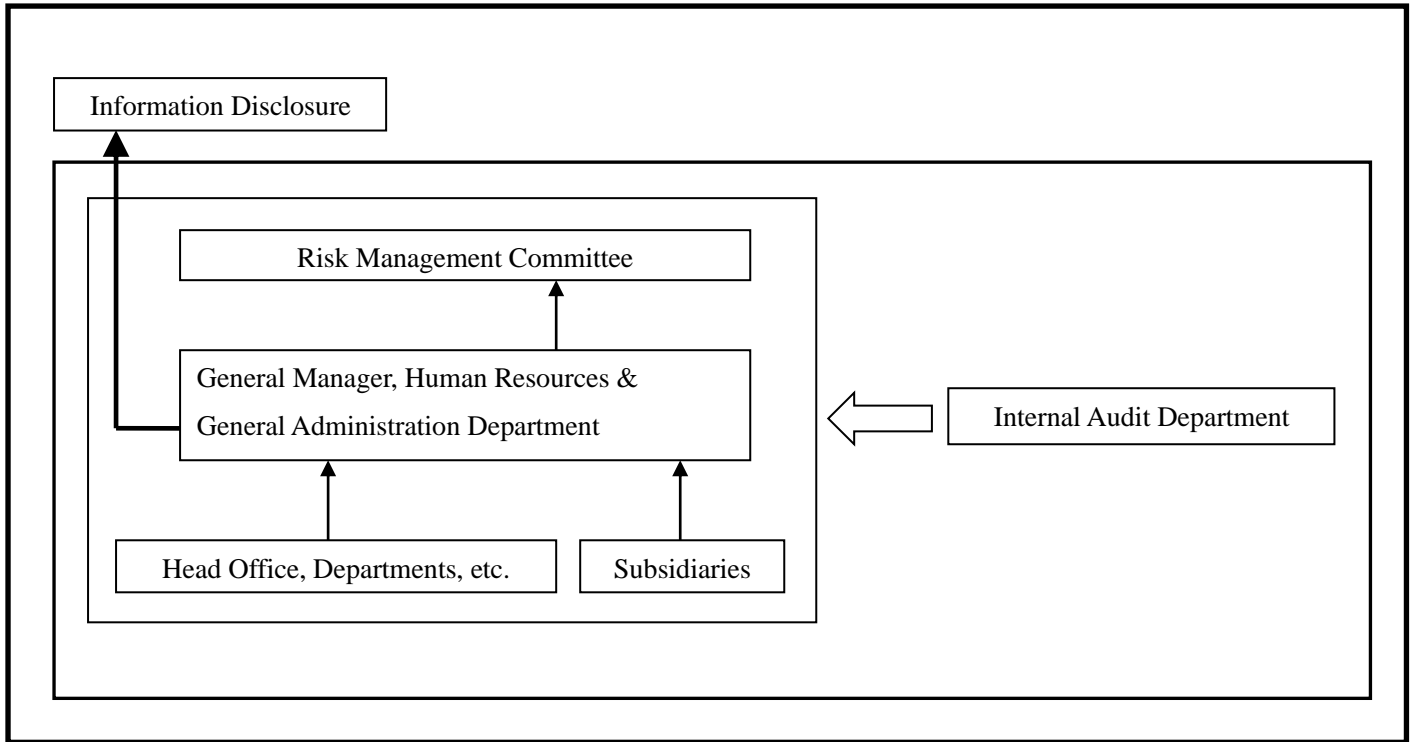 Information Disclosure
Risk Management Committee
General Manager, Human Resources &
General Administration Department
Internal Audit Department
Head Office, Departments, etc.
Subsidiaries